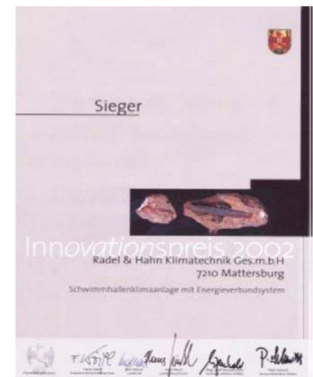 Sieger
Innovationspreis 2002
Radel & Hahn Klimatechnik Ges.m.b.H
7210 Mattersburg
Schwimmhallenklimaanlage mit Energieverbundsystem